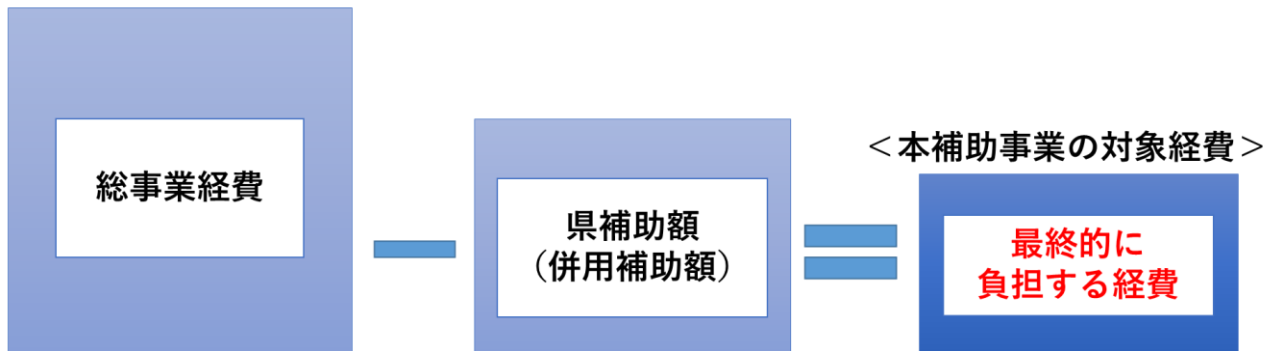 総事業経費
県補助額
（併用補助額）
＜本補助事業の対象経費＞
最終的に
負担する経費